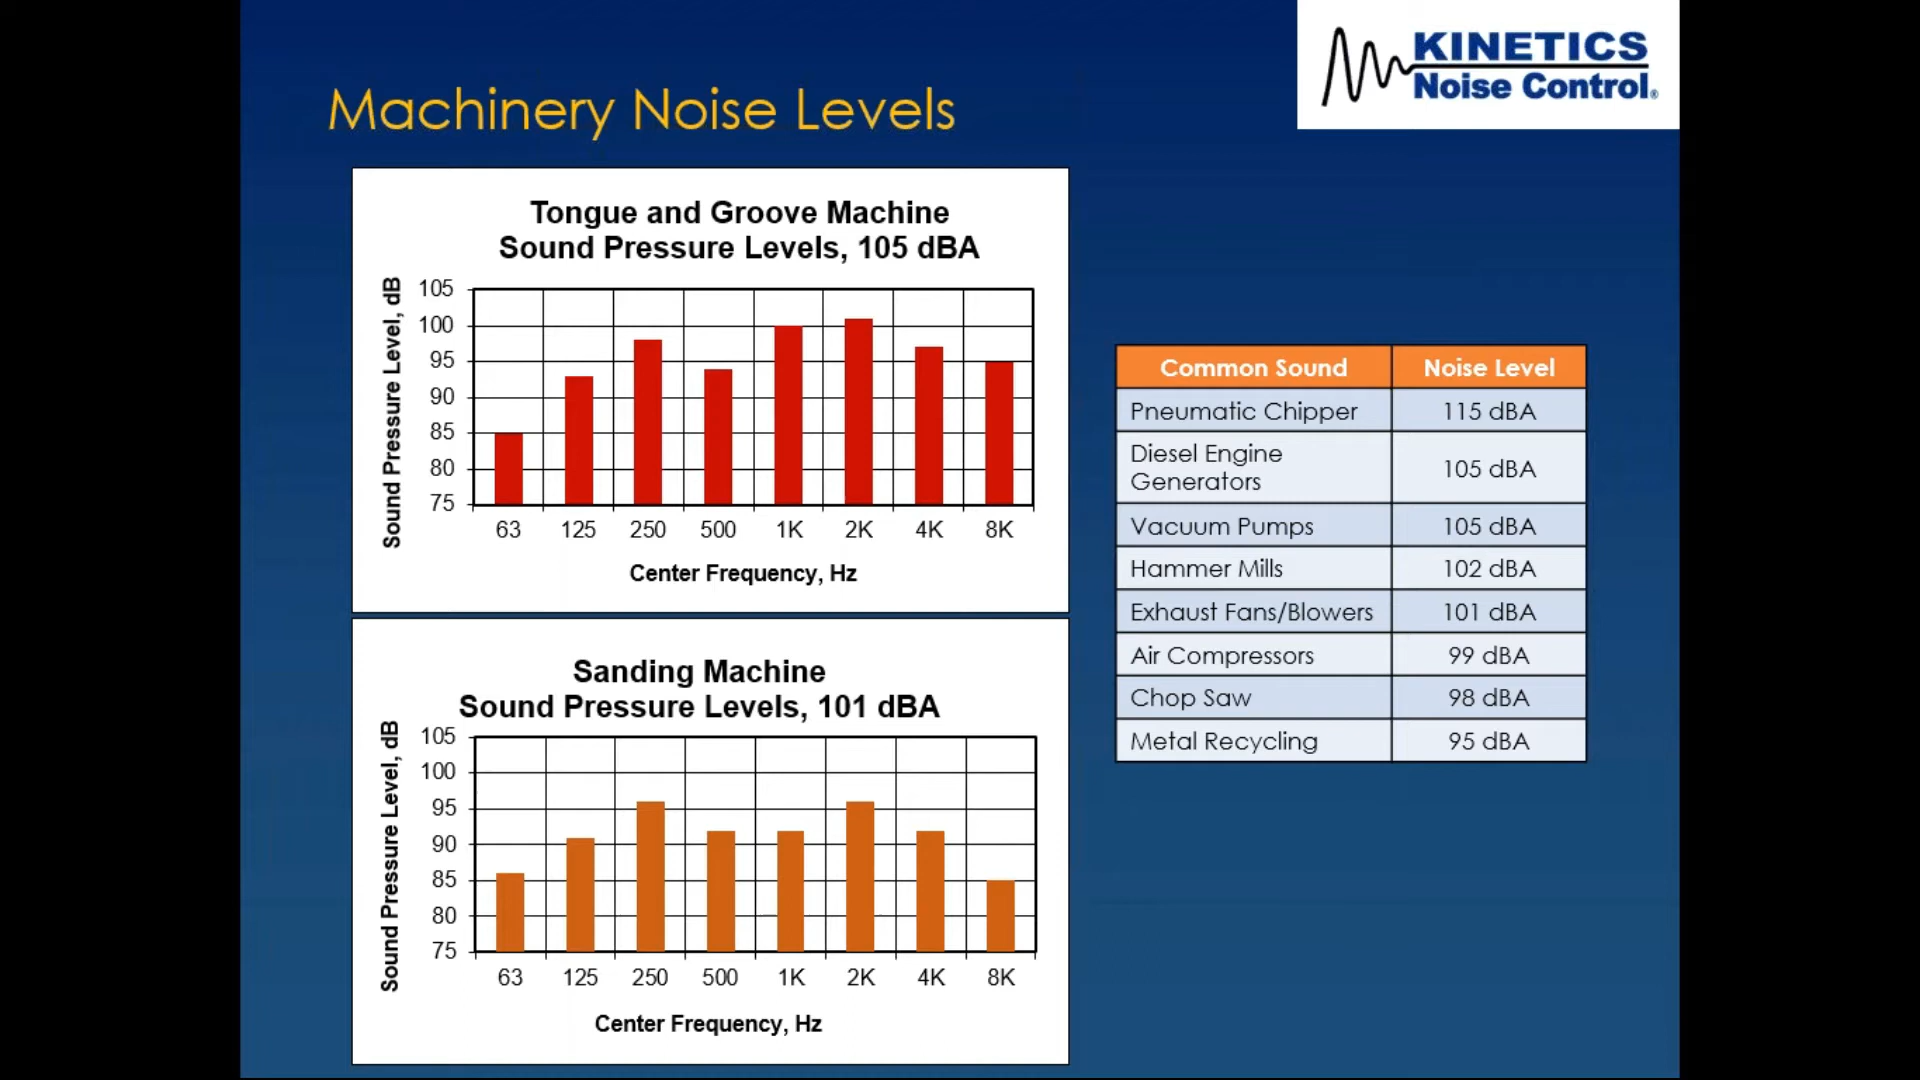 KINETICS
Noise Control®
Machinery Noise Levels
Tongue and Groove Machine
Sound Pressure Levels, 105 dBA
Sound Pressure Level, dB
105
100
95
90
85
80
75
63 125 250 500 1K 2K 4K 8K
Center Frequency, Hz
Sanding Machine
Sound Pressure Levels, 101 dBA
Sound Pressure Level, dB
105
100
95
90
85
80
75
63 125 250 500 1K 2K 4K 8K
Center Frequency, Hz
Common Sound Noise Level
Pneumatic Chipper 115 dBA
Diesel Engine
Generators 105 dBA
Vacuum Pumps 105 dBA
Hammer Mills 102 dBA
Exhaust Fans/Blowers 101 dBA
Air Compressors 99 dBA
Chop Saw 98 dBA
Metal Recycling 95 dBA